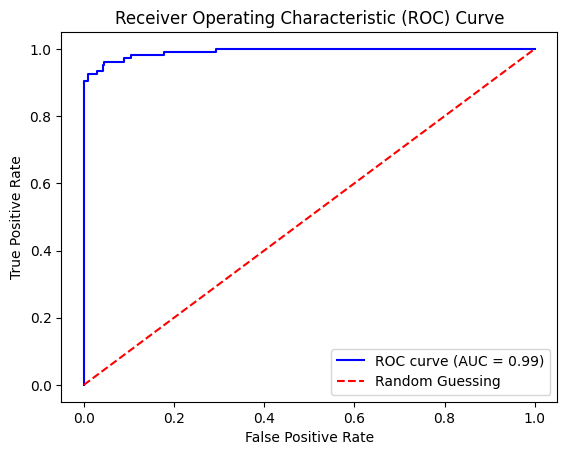 Receiver Operating Characteristic (ROC) Curve
True Positive Rate
1.0
0.8
0.6
0.4
0.2
0.0
ROC curve (AUC = 0.99)
Random Guessing
0.0 0.2 0.4 0.6 0.8 1.0
False Positive Rate